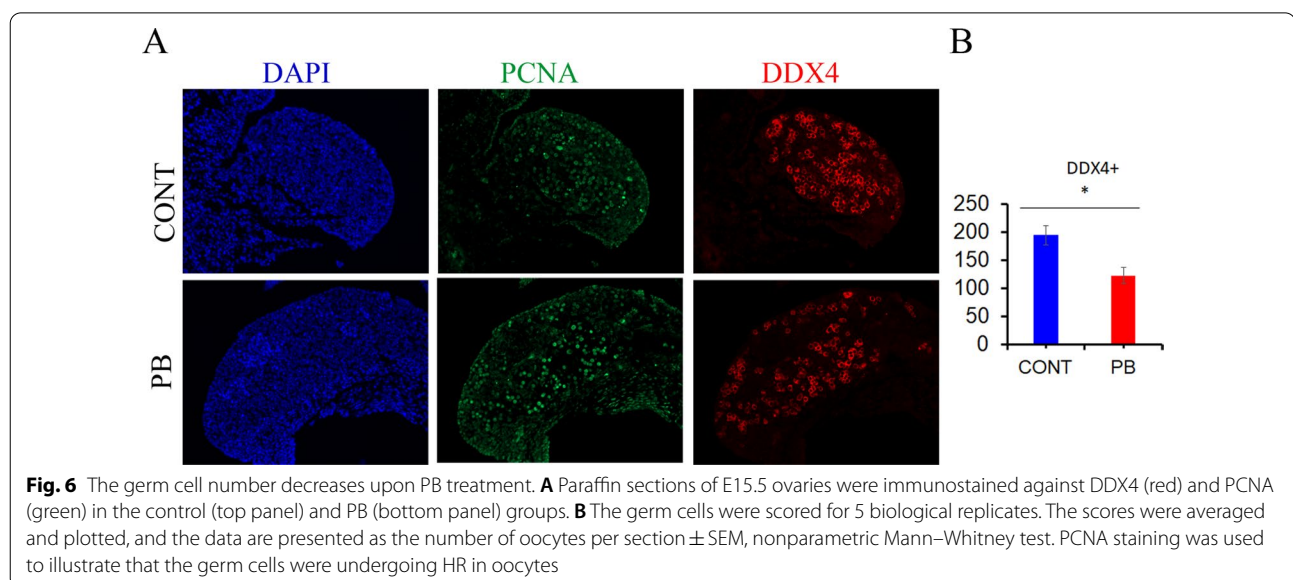 A
B
DAPI PCNA DDX4
CONT
PB
DDX4+
*
250
200
150
100
50
0
CONT PB
Fig. 6 The germ cell number decreases upon PB treatment. A Paraffin sections of E15.5 ovaries were immunostained against DDX4 (red) and PCNA
(green) in the control (top panel) and PB (bottom panel) groups. B The germ cells were scored for 5 biological replicates. The scores were averaged
and plotted, and the data are presented as the number of oocytes per section ± SEM, nonparametric Mann–Whitney test. PCNA staining was used
to illustrate that the germ cells were undergoing HR in oocytes